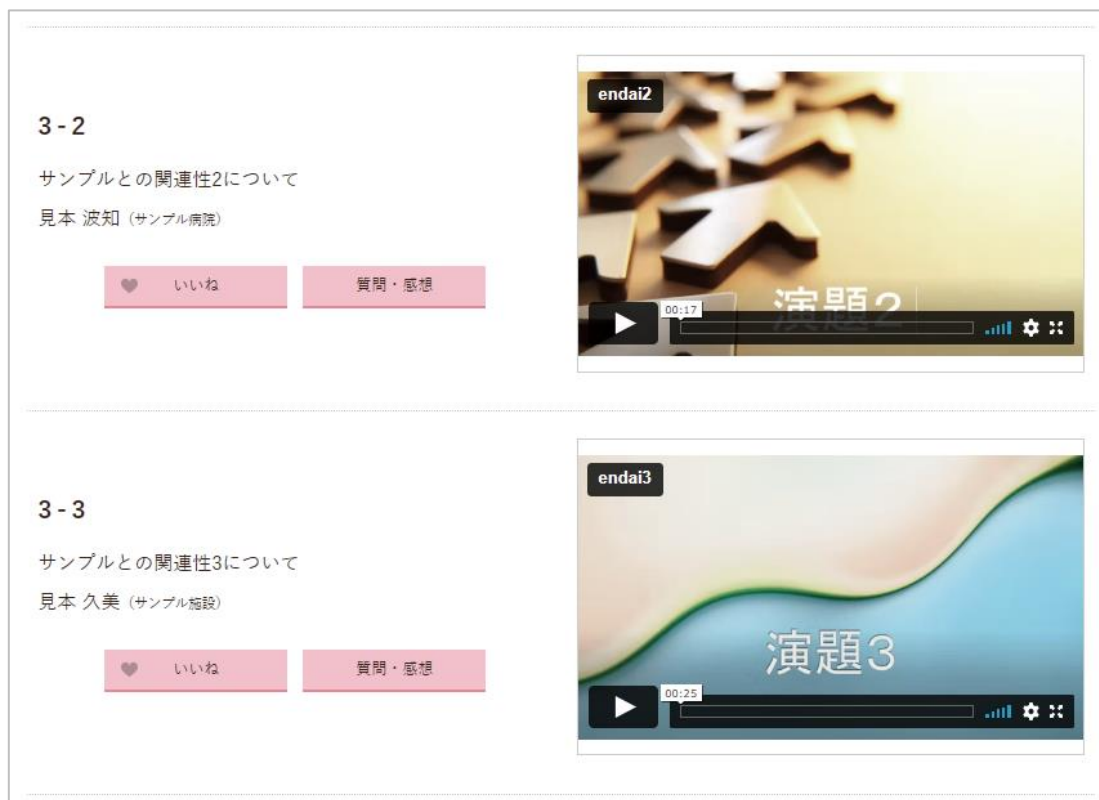 3-2
サンプルとの関連性2について
見本 波知 (サンプル病院)
いいね
質問・感想
endai2
演題2
00:17
3-3
サンプルとの関連性3について
見本 久美 (サンプル施設)
いいね
質問・感想
endai3
演題3
00:25